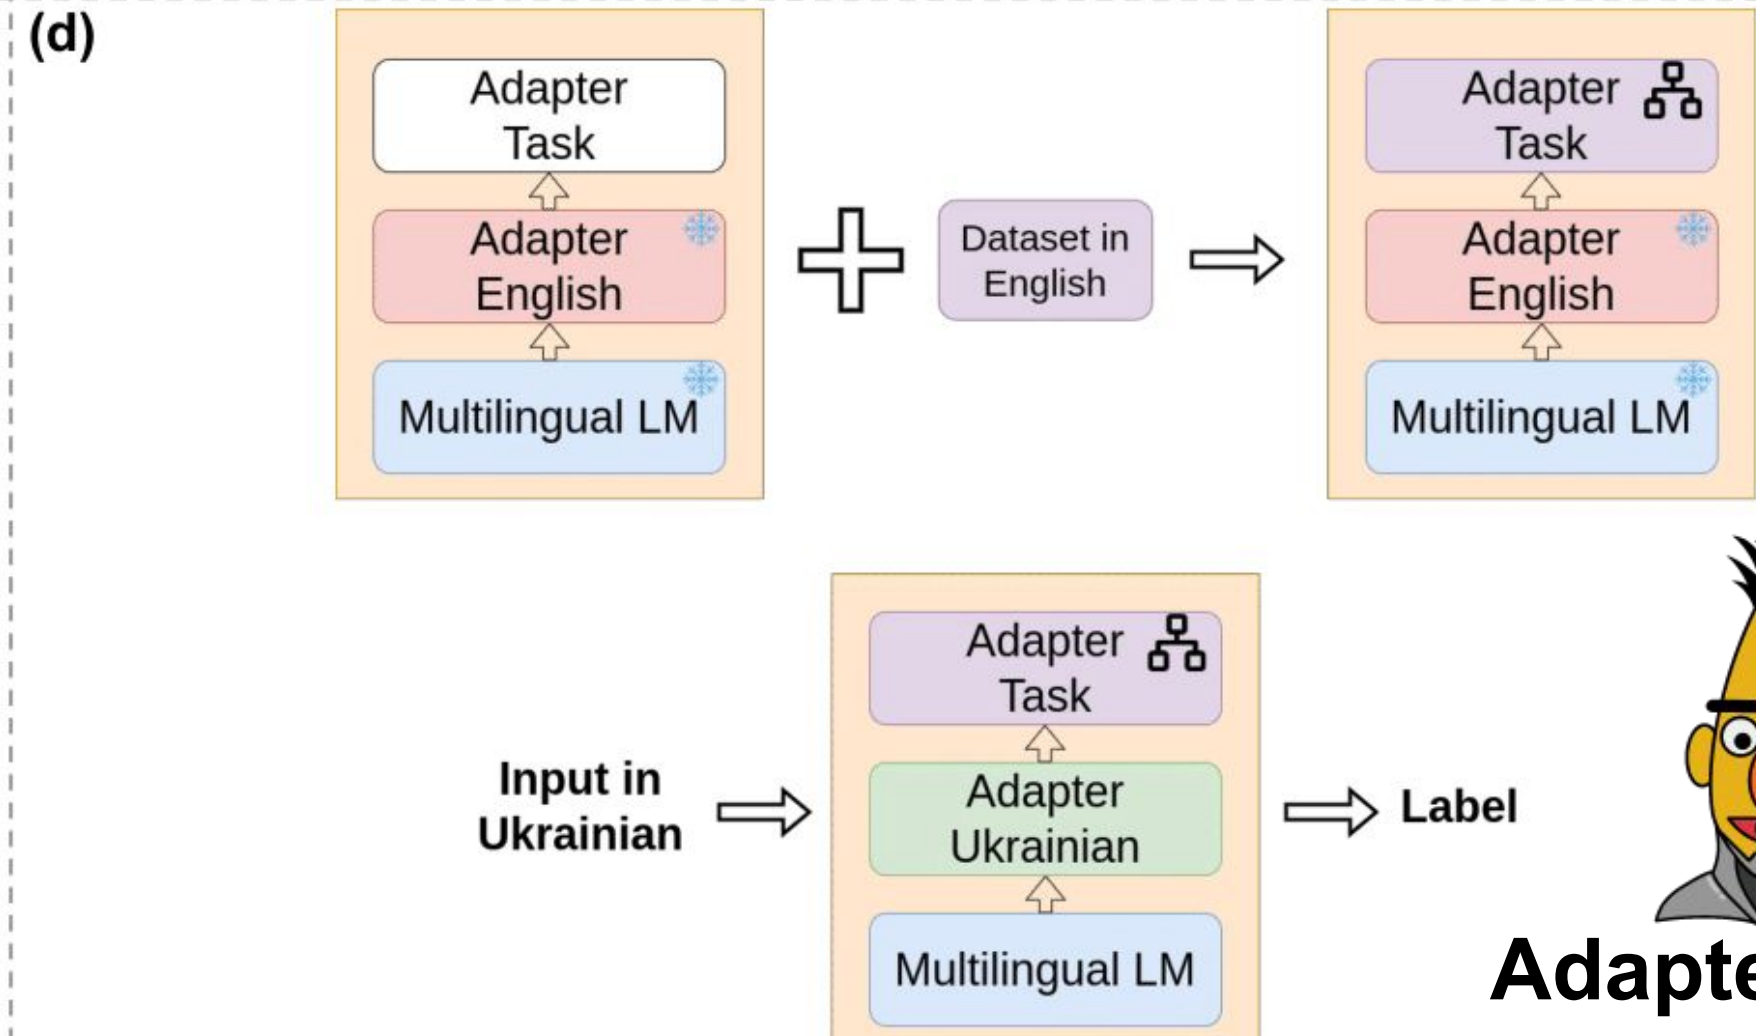 (d)
Adapter
Task
Adapter
English
Multilingual LM
Dataset in
English
Adapter
Task
Adapter
English
Multilingual LM
Input in
Ukrainian
Adapter
Task
Adapter
Ukrainian
Multilingual LM
Label
Adapte